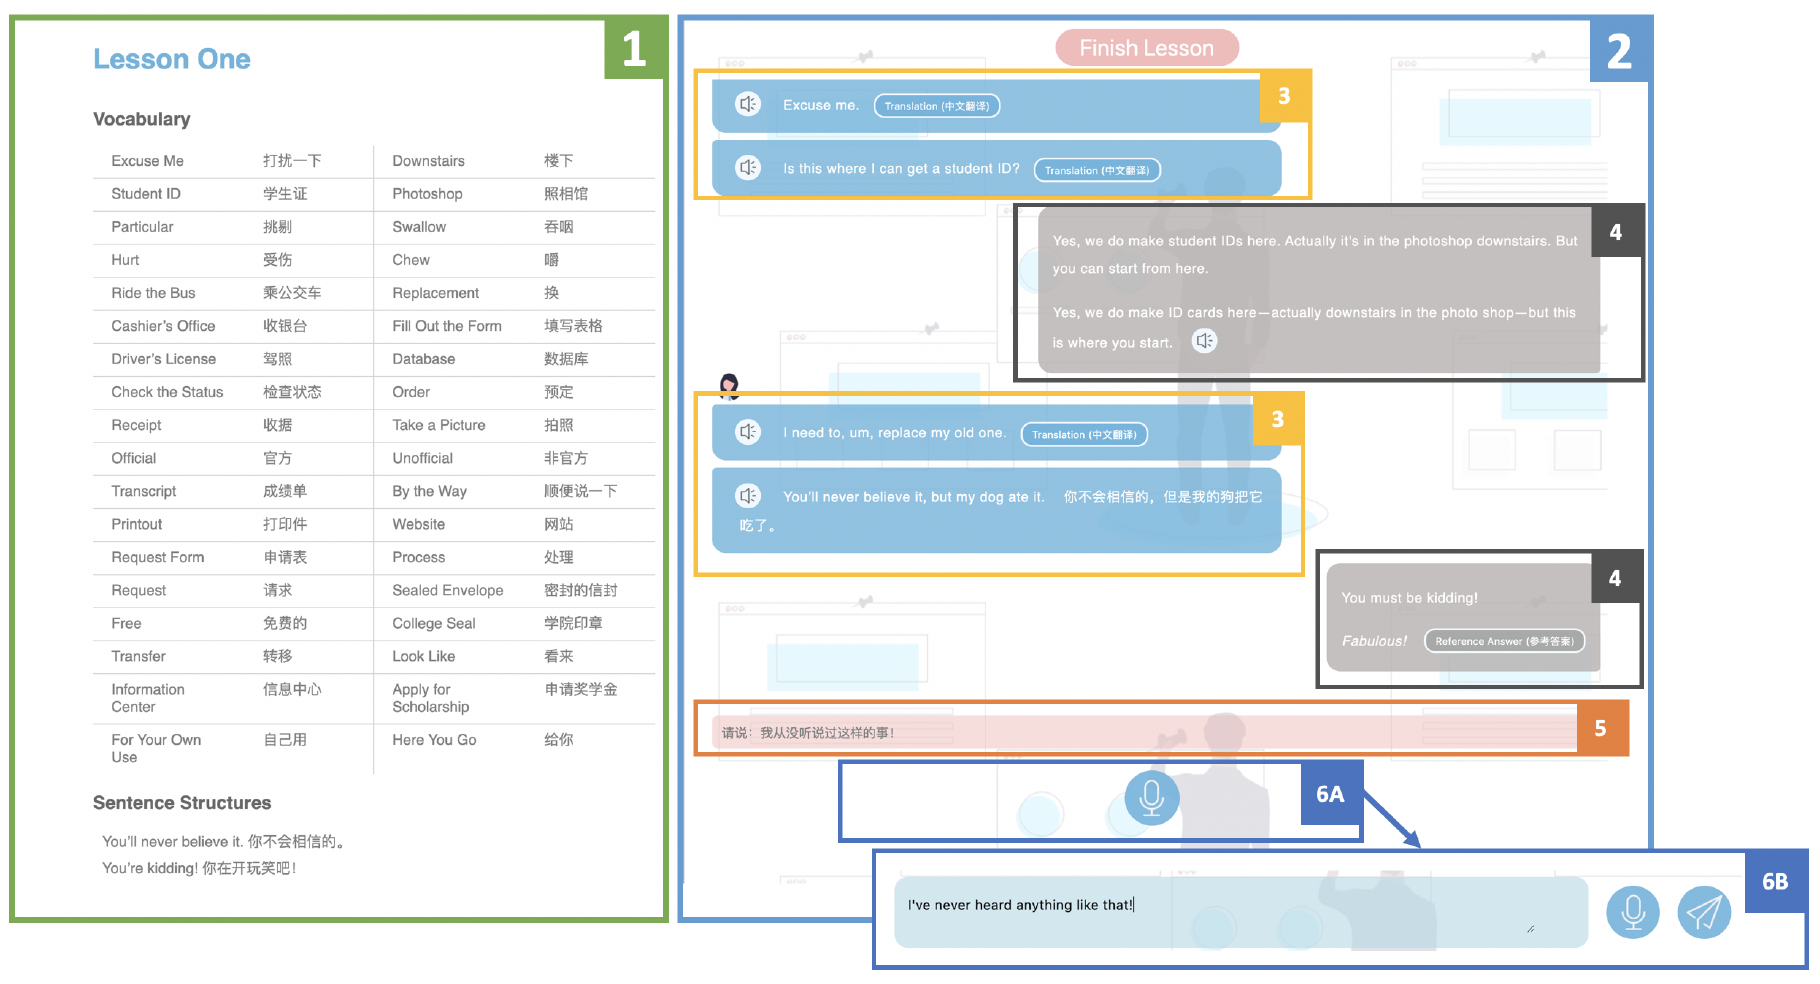 Lesson One
1
Vocabulary
Excuse Me 打扰一下 Downstairs 楼下
Student ID 学生证 Photoshop 照相馆
Particular 挑剔 Swallow 吞咽
Hurt 受伤 Chew 嚼
Ride the Bus 乘公交车 Replacement 换
Cashier's Office 收银台 Fill Out the Form 填写表格
Driver's License 驾照 Database 数据库
Check the Status 检查状态 Order 预定
Receipt 收据 Take a Picture 拍照
Official 官方 Unofficial 非官方
Transcript 成绩单 By the Way 顺便说一下
Printout 打印件 Website 网站
Request Form 申请表 Process 处理
Request 请求 Sealed Envelope 密封的信封
Free 免费的 College Seal 学院印章
Transfer 转移 Look Like 看来
Information Center 信息中心 Apply for Scholarship 申请奖学金
For Your Own Use 自己用 Here You Go 给你
Sentence Structures
You'll never believe it. 你不会相信的。
You're kidding! 你在开玩笑吧！
2
Finish Lesson
3
Excuse me. Translation (中文翻译)
Is this where I can get a student ID? Translation (中文翻译)
4
Yes, we do make student IDs here. Actually it's in the photoshop downstairs. But
you can start from here.
Yes, we do make ID cards here—actually downstairs in the photo shop—but this
is where you start.
3
I need to, um, replace my old one. Translation (中文翻译)
You'll never believe it, but my dog ate it. 你不会相信的，但是我的狗把它
吃了。
4
You must be kidding!
Fabulous! Reference Answer (参考答案)
5
请说：我从没听说过这样的事！
6A
6B
I've never heard anything like that!